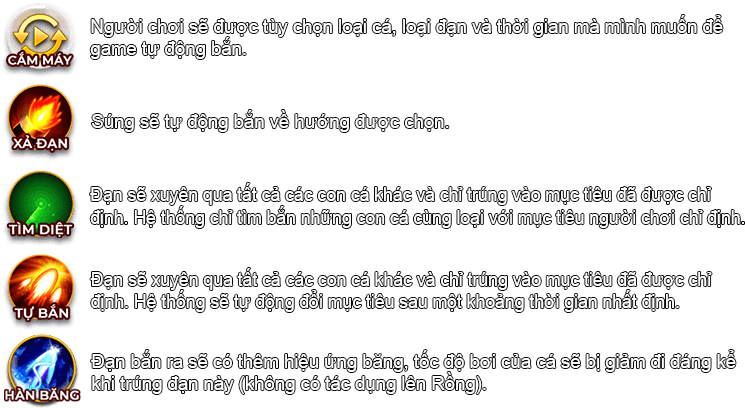 CẮM MÁY
Người chơi sẽ được tùy chọn loại cá, loại đạn và thời gian mà mình muốn để
game tự động bắn.
XẢ ĐẠN
Súng sẽ tự động bắn về hướng được chọn.
TÌM DIỆT
Đạn sẽ xuyên qua tất cả các con cá khác và chỉ trúng vào mục tiêu đã được chỉ
định. Hệ thống chỉ tìm bắn những con cá cùng loại với mục tiêu người chơi chỉ định.
TỰ BẮN
Đạn sẽ xuyên qua tất cả các con cá khác và chỉ trúng vào mục tiêu đã được chỉ
định. Hệ thống sẽ tự động đổi mục tiêu sau một khoảng thời gian nhất định.
HÀN BĂNG
Đạn bắn ra sẽ có thêm hiệu ứng băng, tốc độ bơi của cá sẽ bị giảm đi đáng kể
khi trúng đạn này (không có tác dụng lên Rồng).